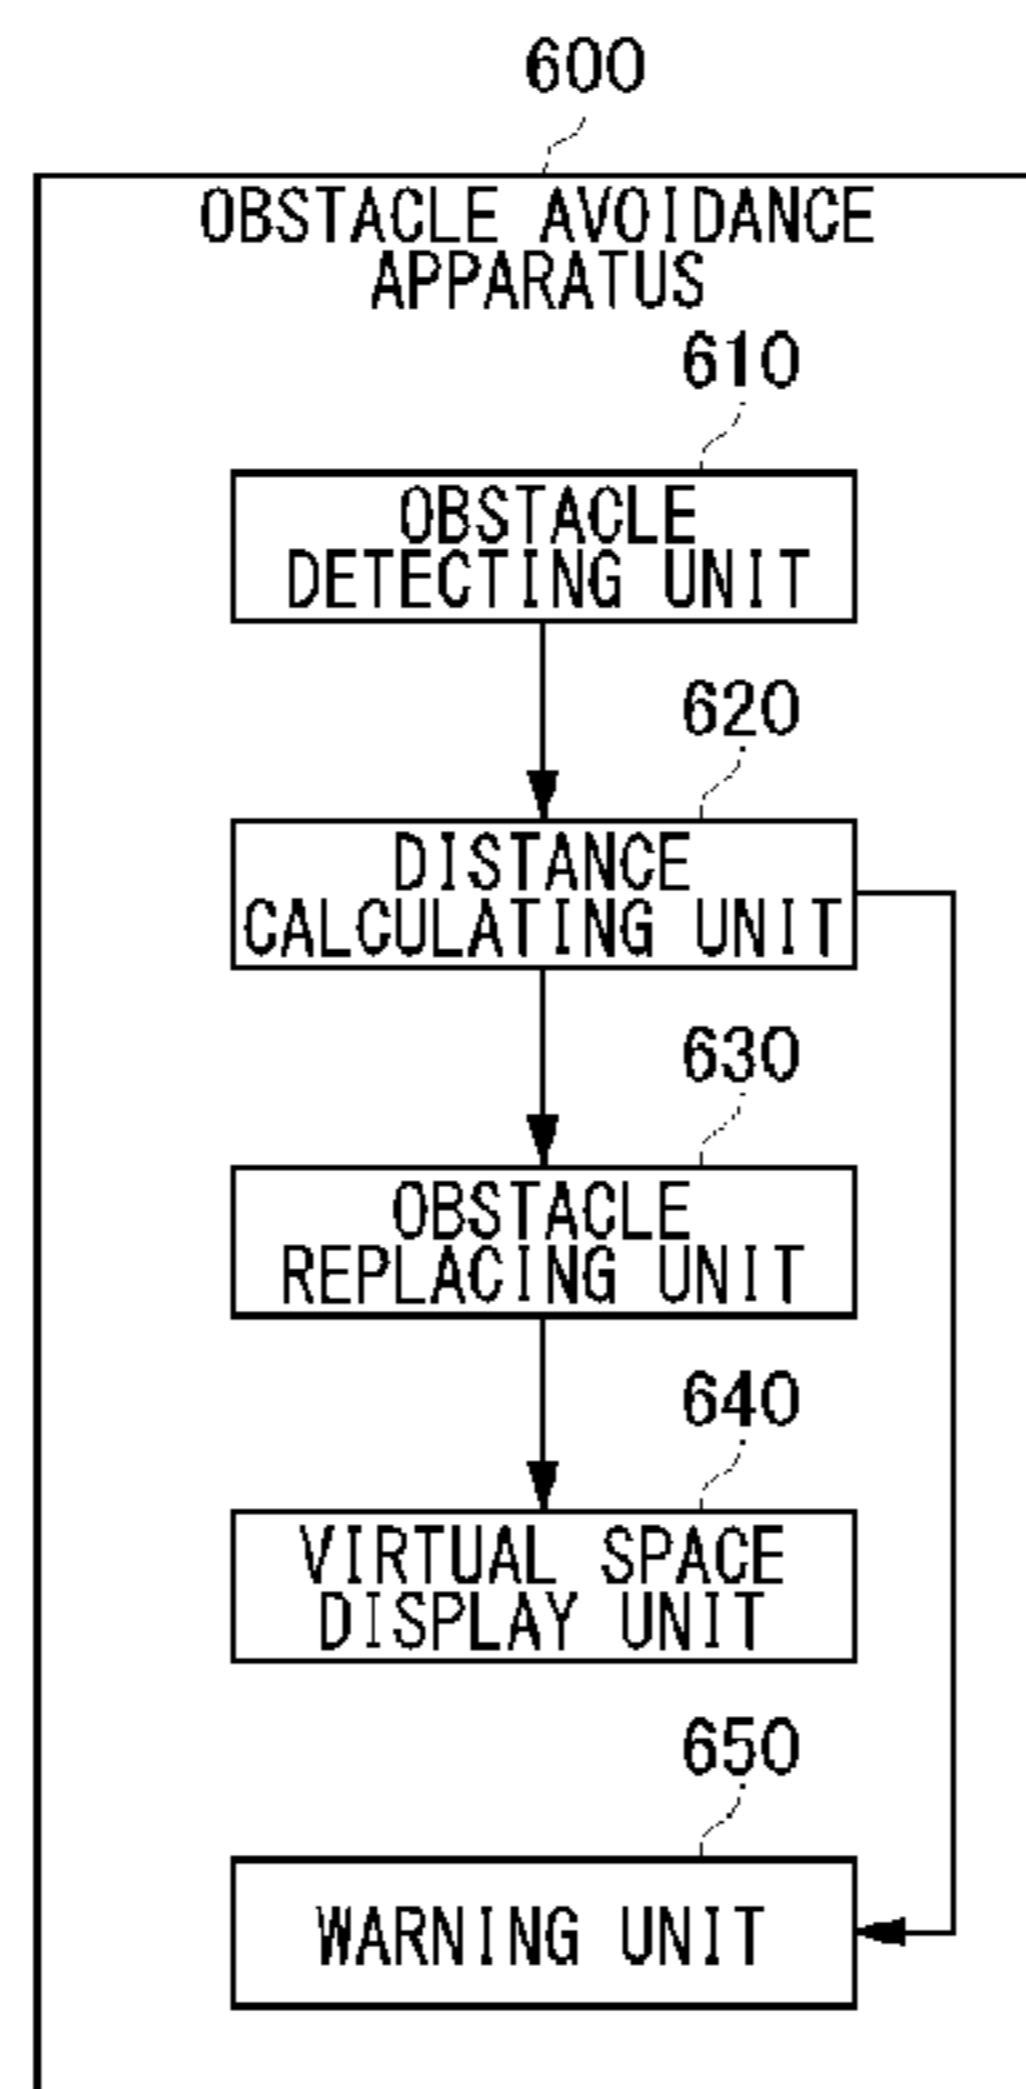 600
OBSTACLE AVOIDANCE
APPARATUS
610
OBSTACLE
DETECTING UNIT
620
DISTANCE
CALCULATING UNIT
630
OBSTACLE
REPLACING UNIT
640
VIRTUAL SPACE
DISPLAY UNIT
650
WARNING UNIT